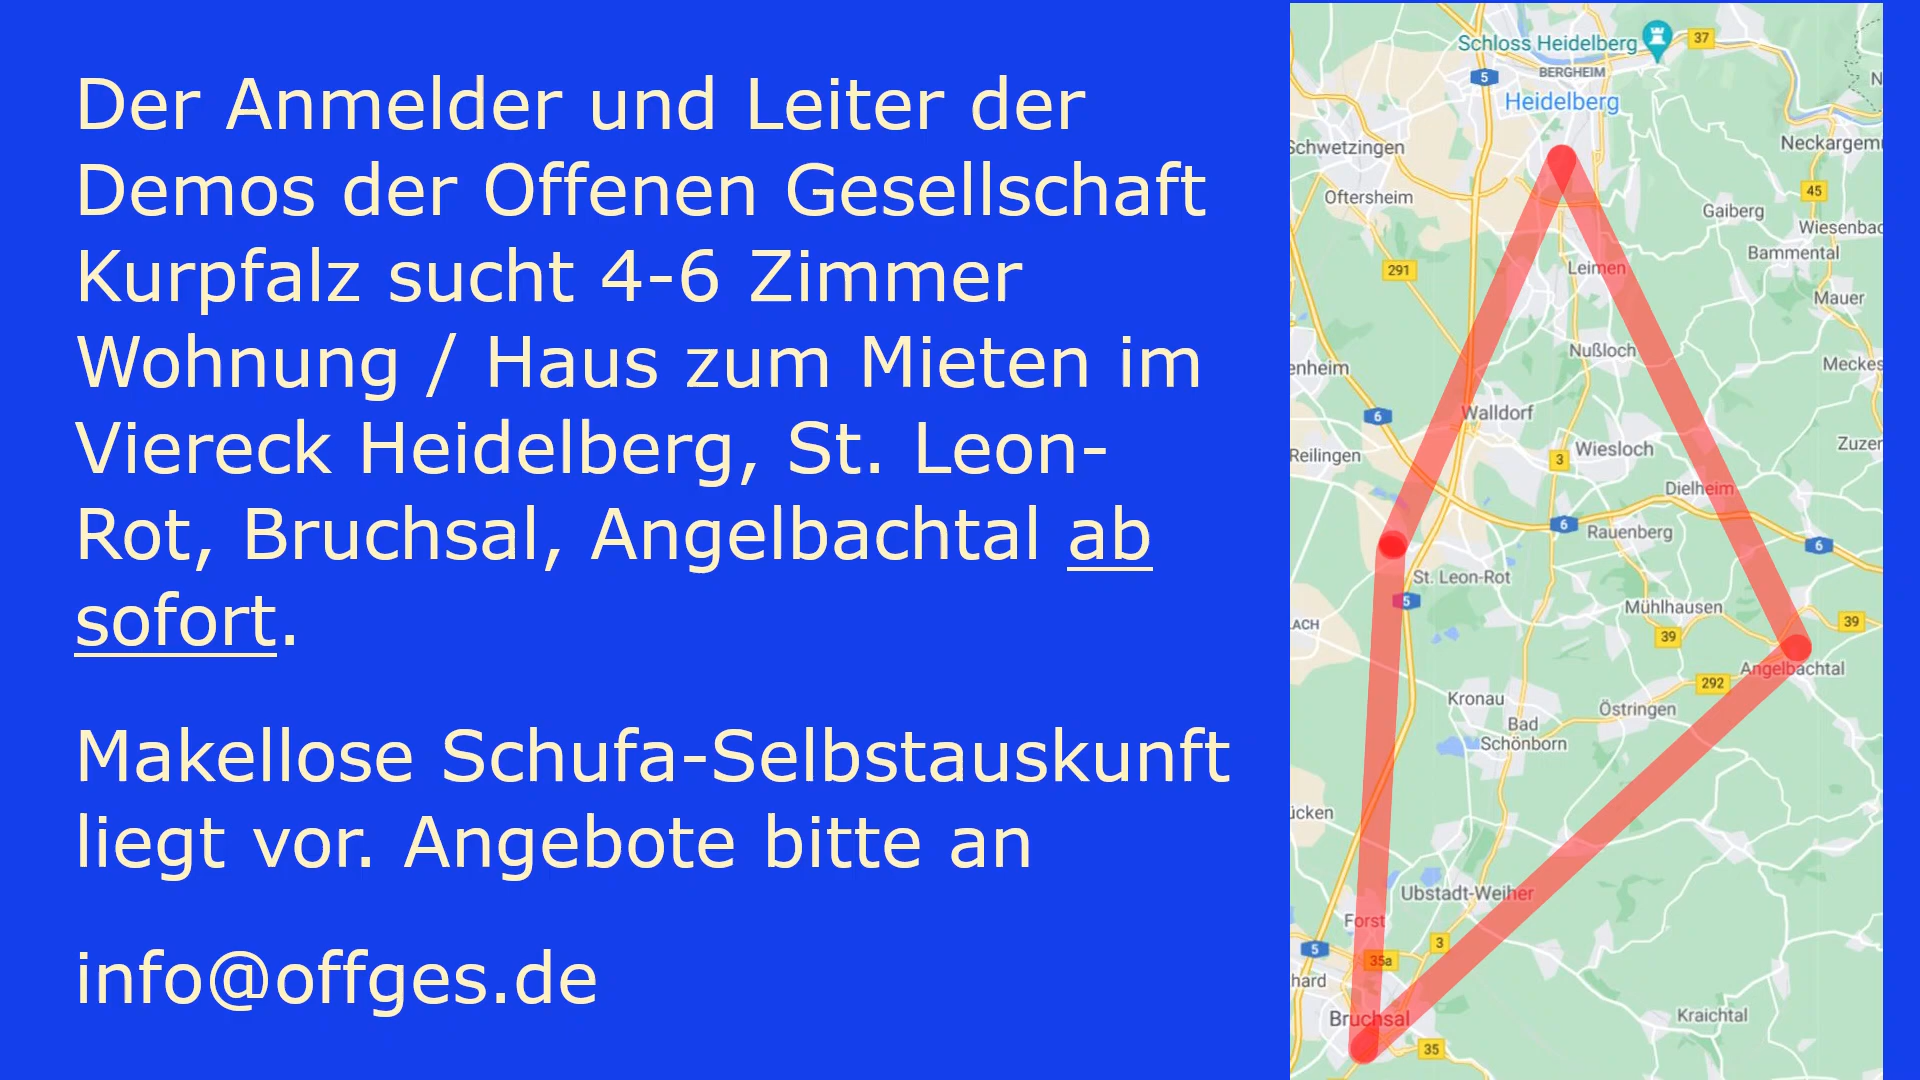 Der Anmelder und Leiter der
Demos der Offenen Gesellschaft
Kurpfalz sucht 4-6 Zimmer
Wohnung / Haus zum Mieten im
Viereck Heidelberg, St. Leon-
Rot, Bruchsal, Angelbachtal ab
sofort.
Makellose Schufa-Selbstauskunft
liegt vor. Angebote bitte an
info@offges.de
Schloss Heidelberg
37
5
BERGHEIM
Heidelberg
N
Schwetzingen
Neckargem
Oftersheim
45
Gaiberg
Wiesenbac
Bammental
291
Leimen
Mauer
Nußloch
enheim
Meckes
6
Walldorf
Zuzer
Reilingen
3
Wiesloch
Dielheim
6
Rauenberg
6
St. Leon-Rot
5
Mühlhausen
LACH
39
39
Angelbachtal
292
Kronau
Östringen
Bad
Schönborn
ücken
Ubstadt-Weiher
Forst
5
3
35a
hard
Bruchsal
Kraichtal
35